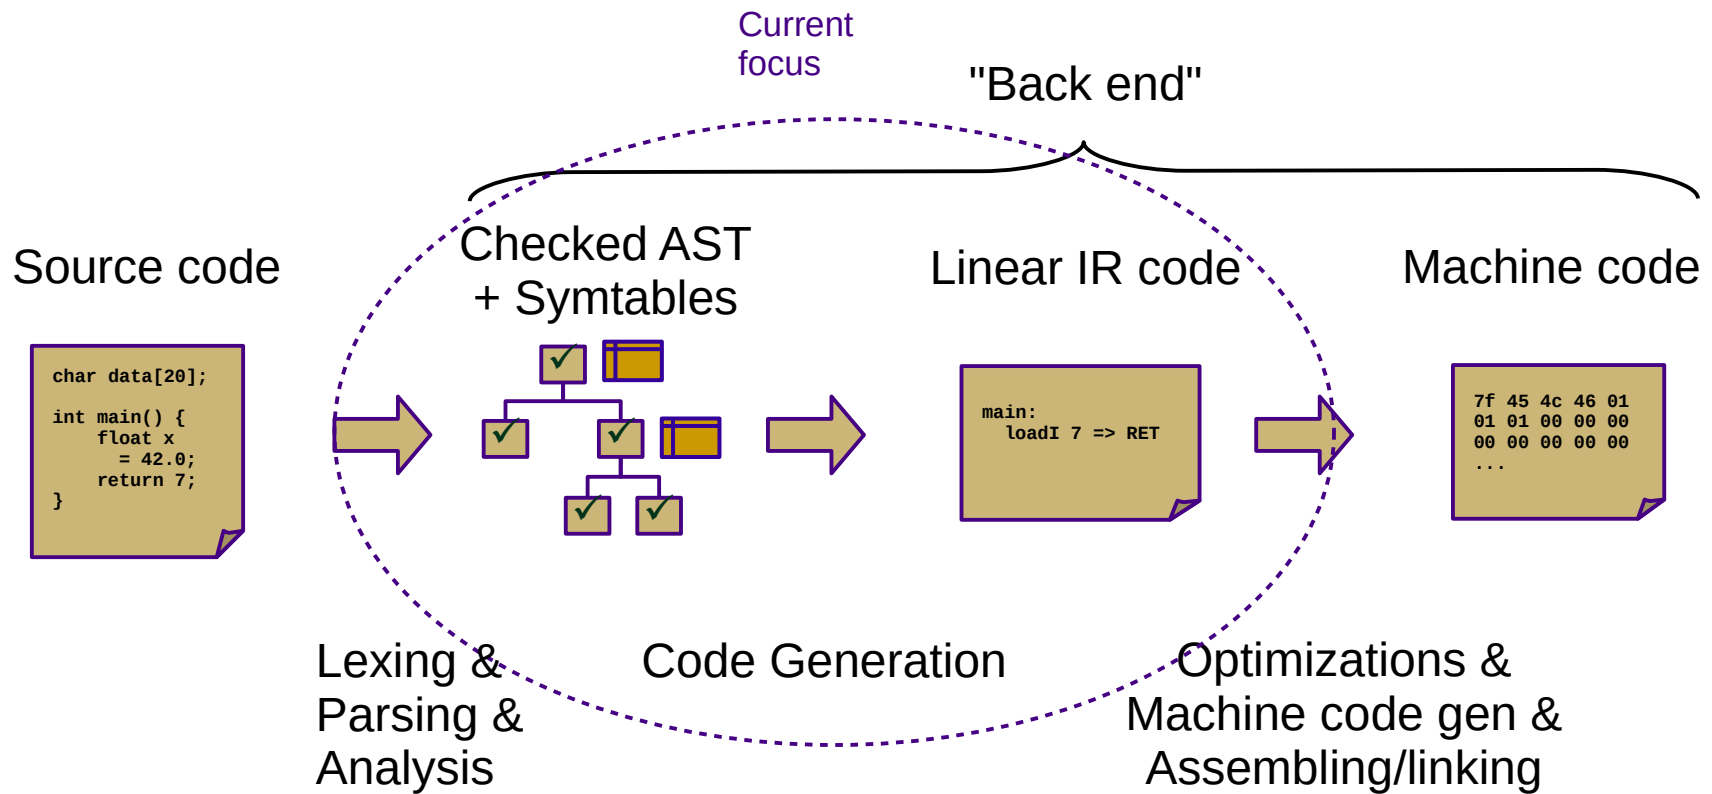 Current
focus
"Back end"
Source code
Checked AST
+ Symtables
Linear IR code
Machine code
char data[20];
int main() {
float x
= 42.0;
return 7;
}
main:
loadI 7 => RET
7f 45 4c 46 01
01 01 00 00 00
00 00 00 00 00
...
Lexing &
Parsing &
Analysis
Code Generation
Optimizations &
Machine code gen &
Assembling/linking